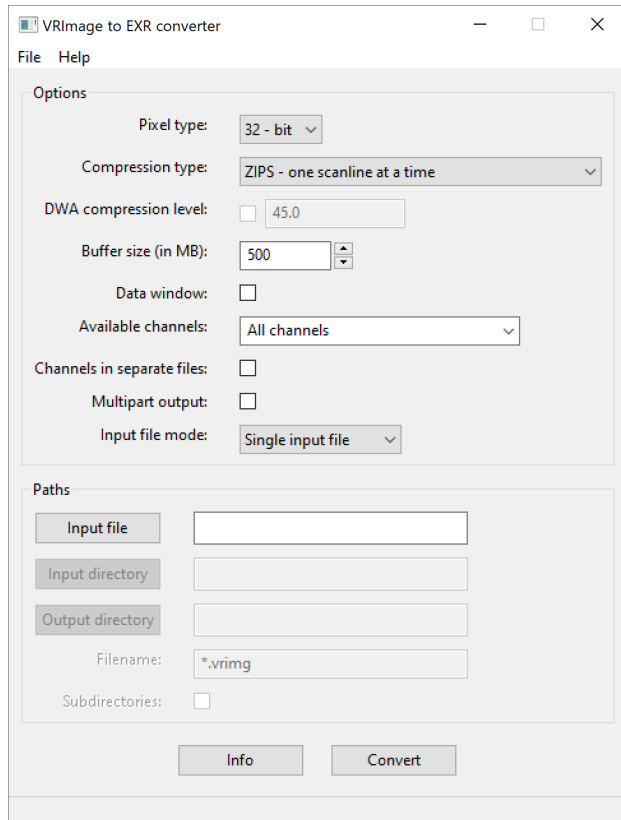 VRImage to EXR converter
File Help
Options
Pixel type: 32 - bit
Compression type: ZIPS - one scanline at a time
DWA compression level: 45.0
Buffer size (in MB): 500
Data window:
Available channels: All channels
Channels in separate files:
Multipart output:
Input file mode: Single input file
Paths
Input file
Input directory
Output directory
Filename: *.vrimg
Subdirectories:
Info Convert